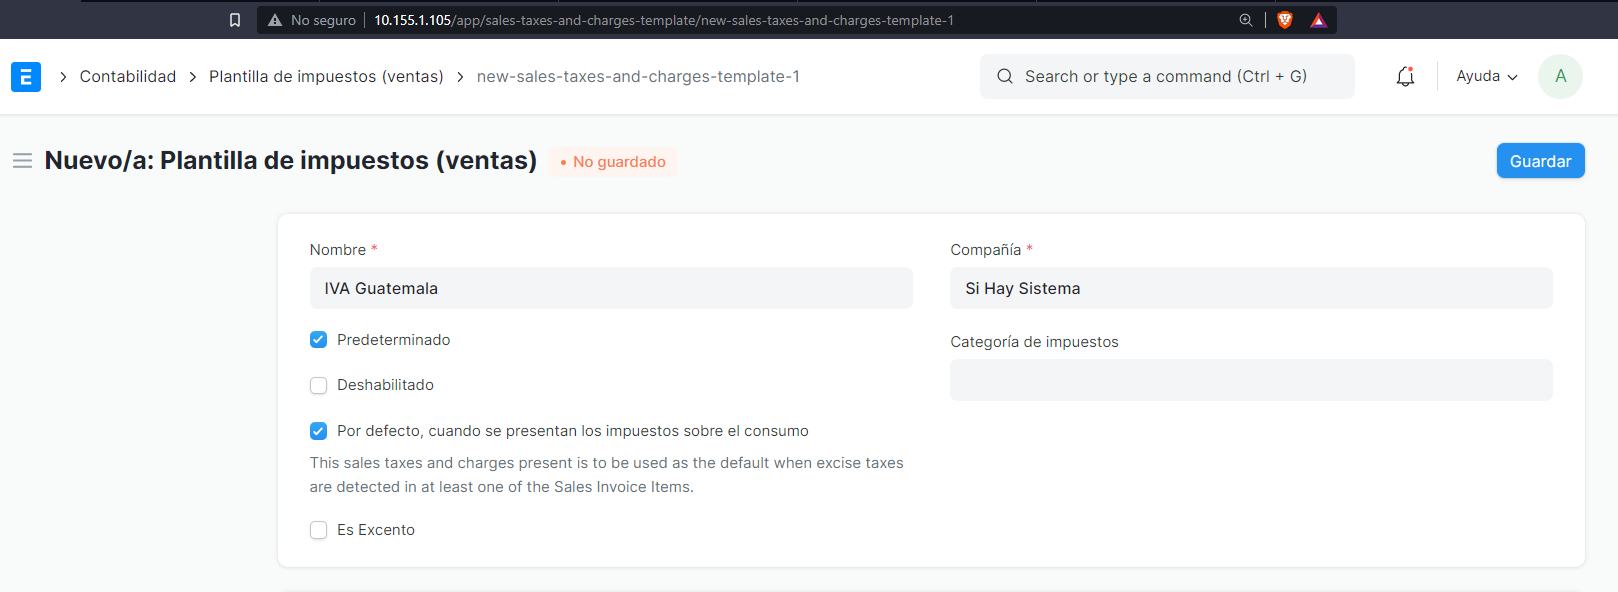 No seguro 10.155.1.105/app/sales-taxes-and-charges-template/new-sales-taxes-and-charges-template-1
E > Contabilidad > Plantilla de impuestos (ventas) > new-sales-taxes-and-charges-template-1 Search or type a command (Ctrl + G) Ayuda A
Nuevo/a: Plantilla de impuestos (ventas) • No guardado Guardar
Nombre * Compañía *
IVA Guatemala Si Hay Sistema
Predeterminado Categoría de impuestos
Deshabilitado
Por defecto, cuando se presentan los impuestos sobre el consumo
This sales taxes and charges present is to be used as the default when excise taxes
are detected in at least one of the Sales Invoice Items.
Es Excento